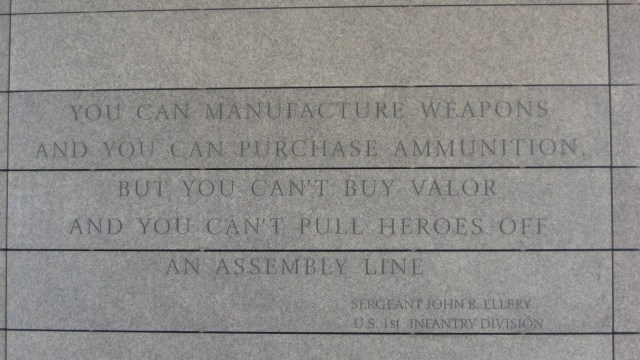 YOU CAN MANUFACTURE WEAPONS
AND YOU CAN PURCHASE AMMUNITION,
BUT YOU CAN'T BUY VALOR
AND YOU CAN'T PULL HEROES OFF
AN ASSEMBLY LINE
SERGEANT JOHN B. ELLERY
U.S. 1st INFANTRY DIVISION